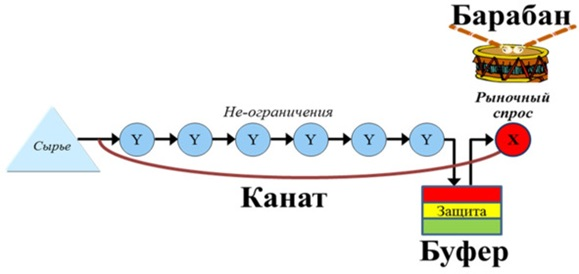 Барабан
Рыночный
спрос
Не-ограничения
Сырье
Y Y Y Y Y Y X
Канат
Защита
Буфер